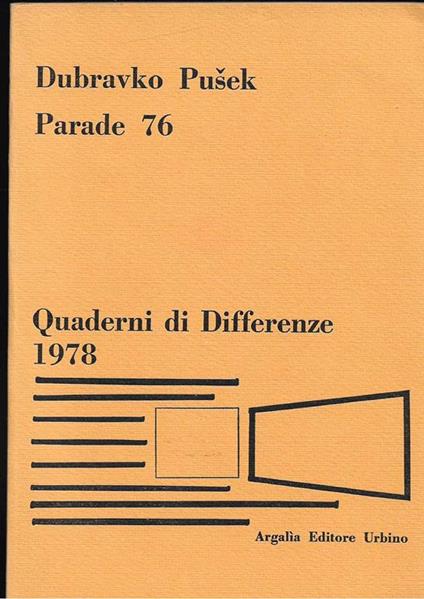 Dubravko Pušek
Parade 76
Quaderni di Differenze
1978
Argalìa Editore Urbino